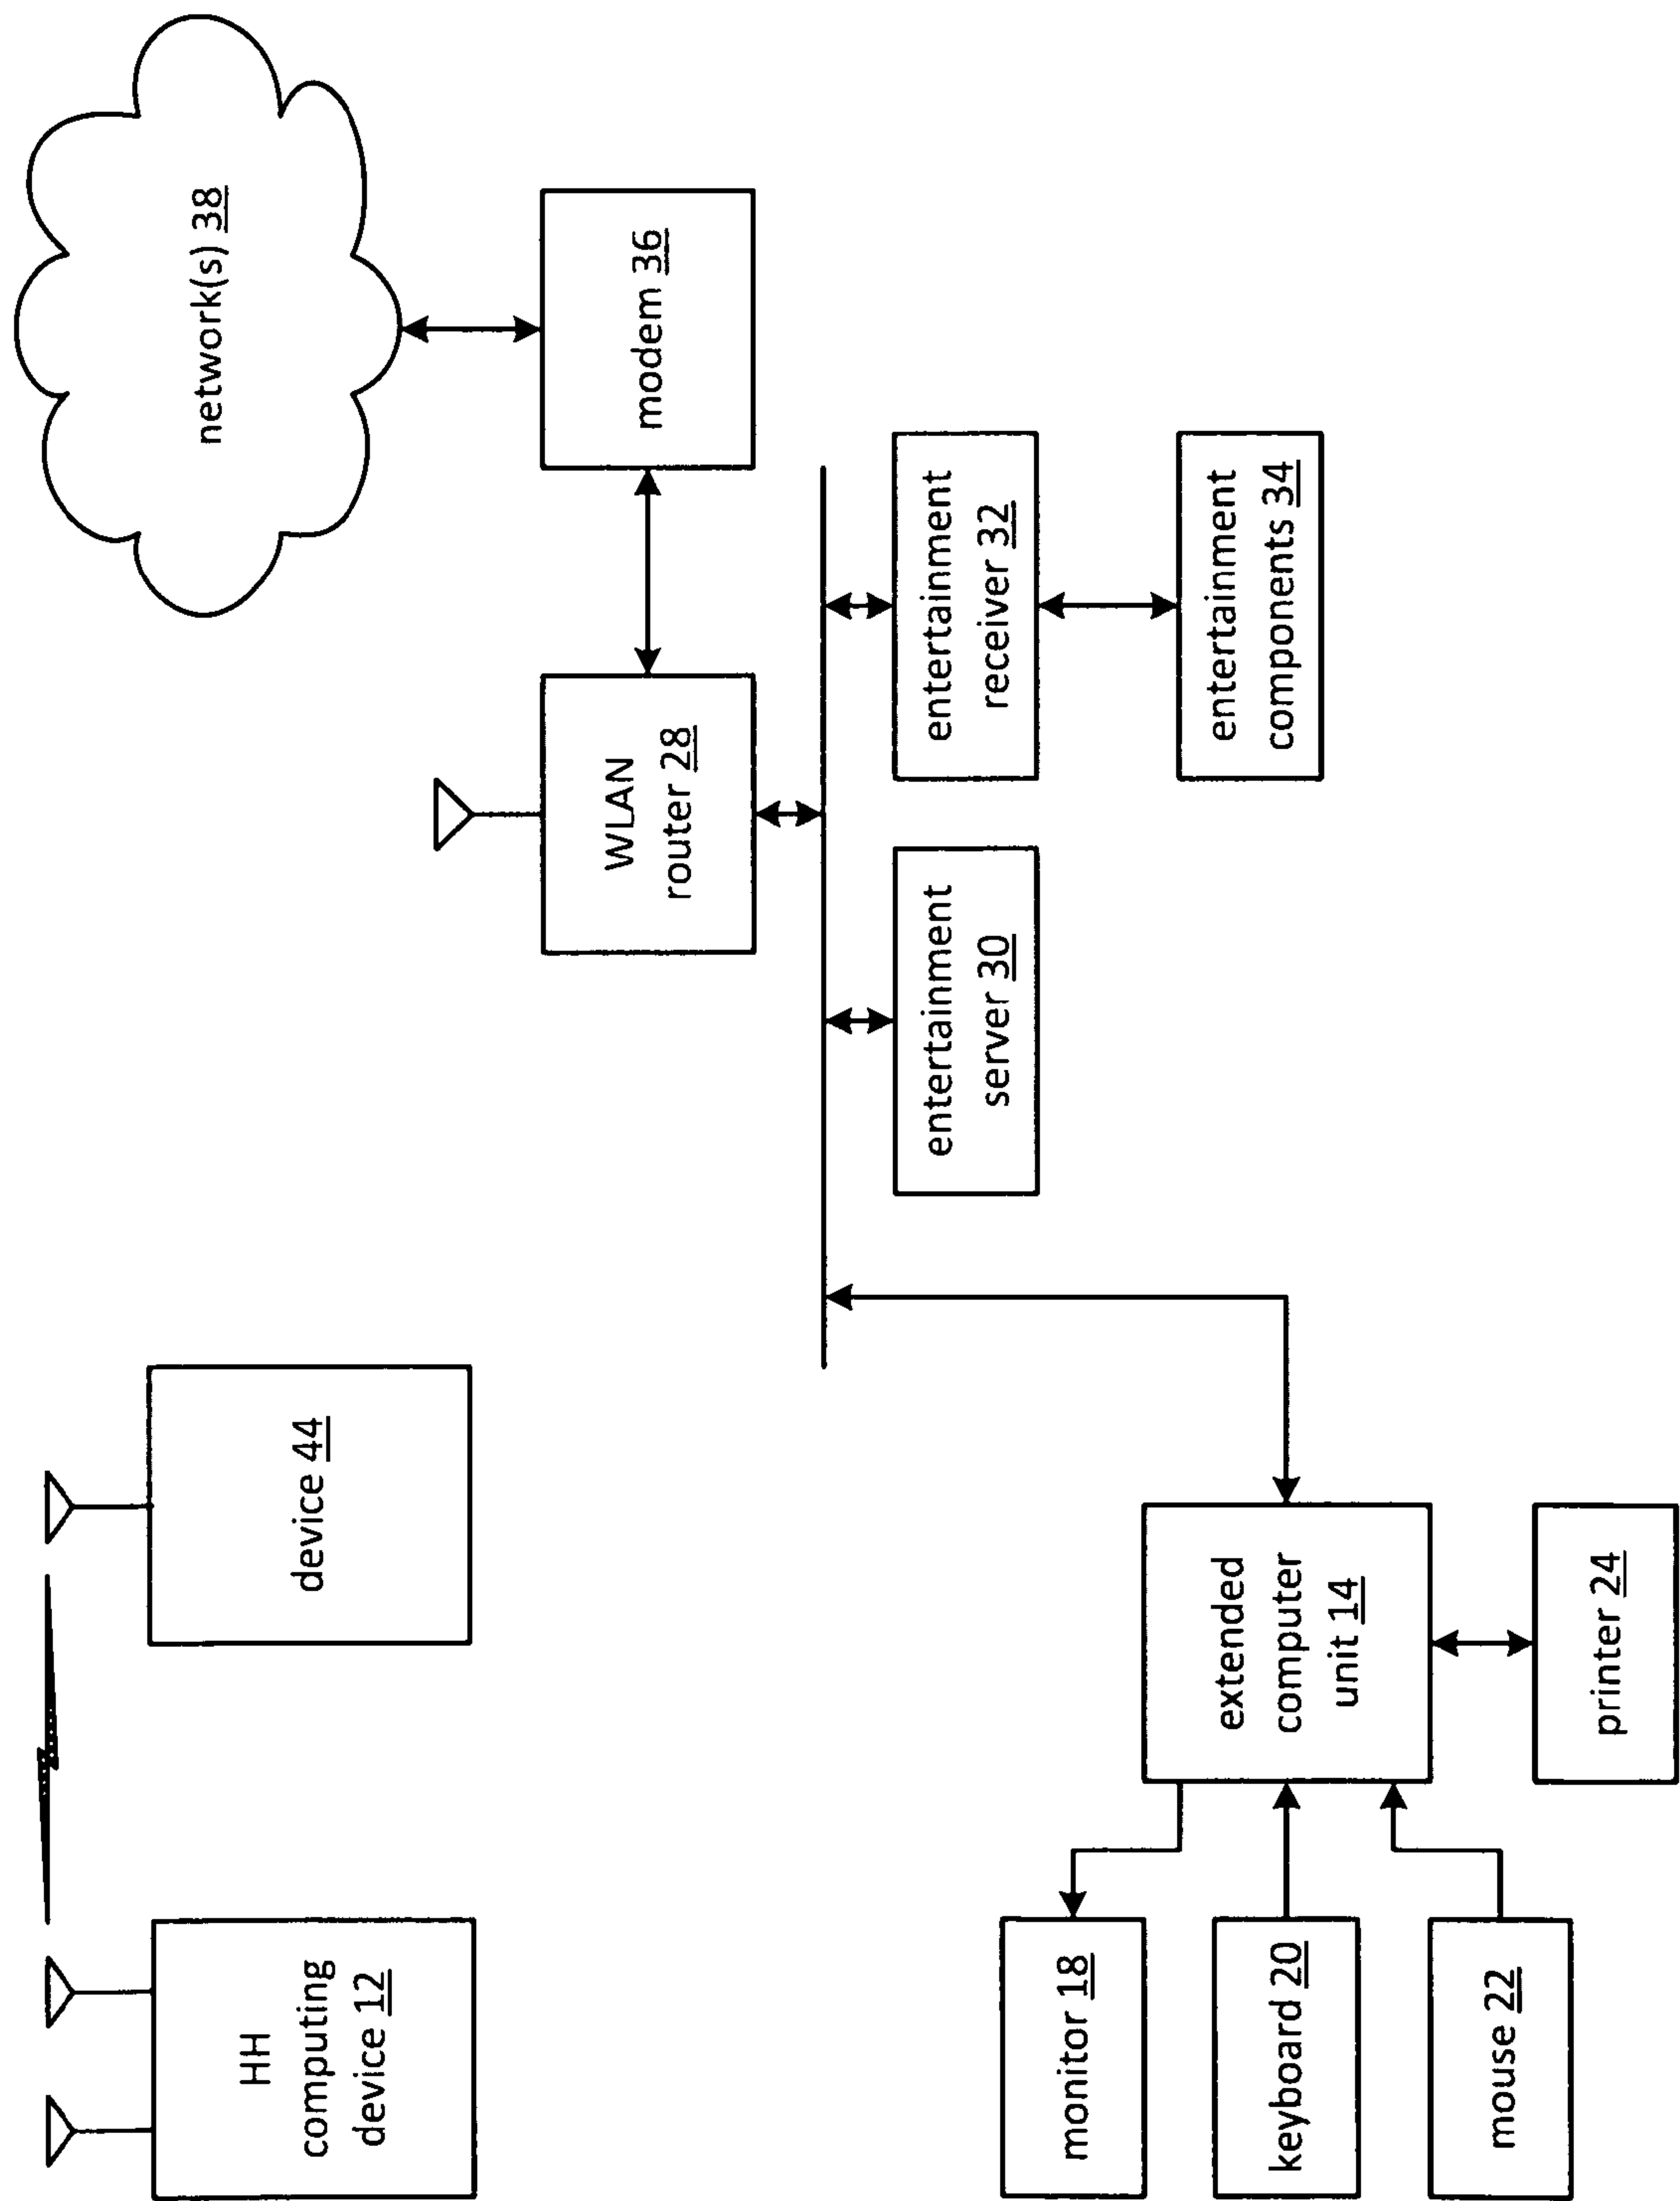 HH
computing
device 12
device 44
network(s) 38
WLAN
router 28
modem 36
entertainment
server 30
entertainment
receiver 32
entertainment
components 34
monitor 18
keyboard 20
mouse 22
extended
computer
unit 14
printer 24